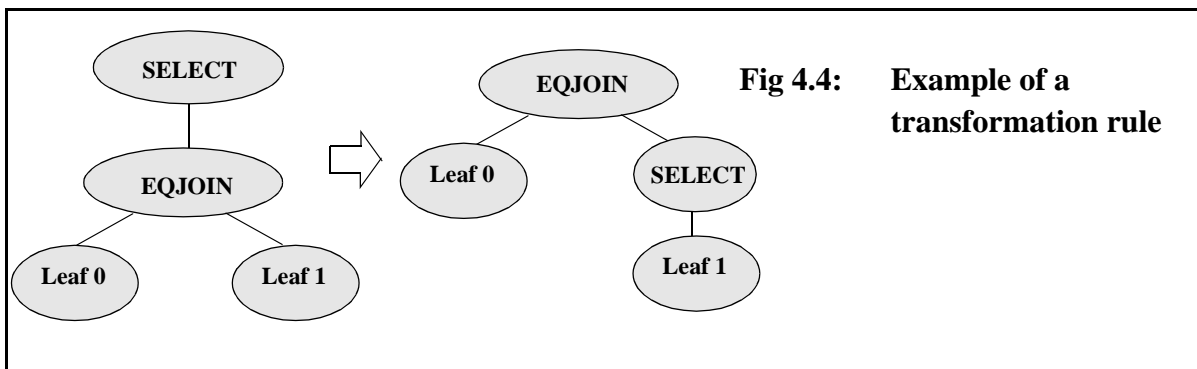 SELECT
EQJOIN
Leaf 0
Leaf 1
EQJOIN
Leaf 0
SELECT
Leaf 1
Fig 4.4: Example of a
transformation rule